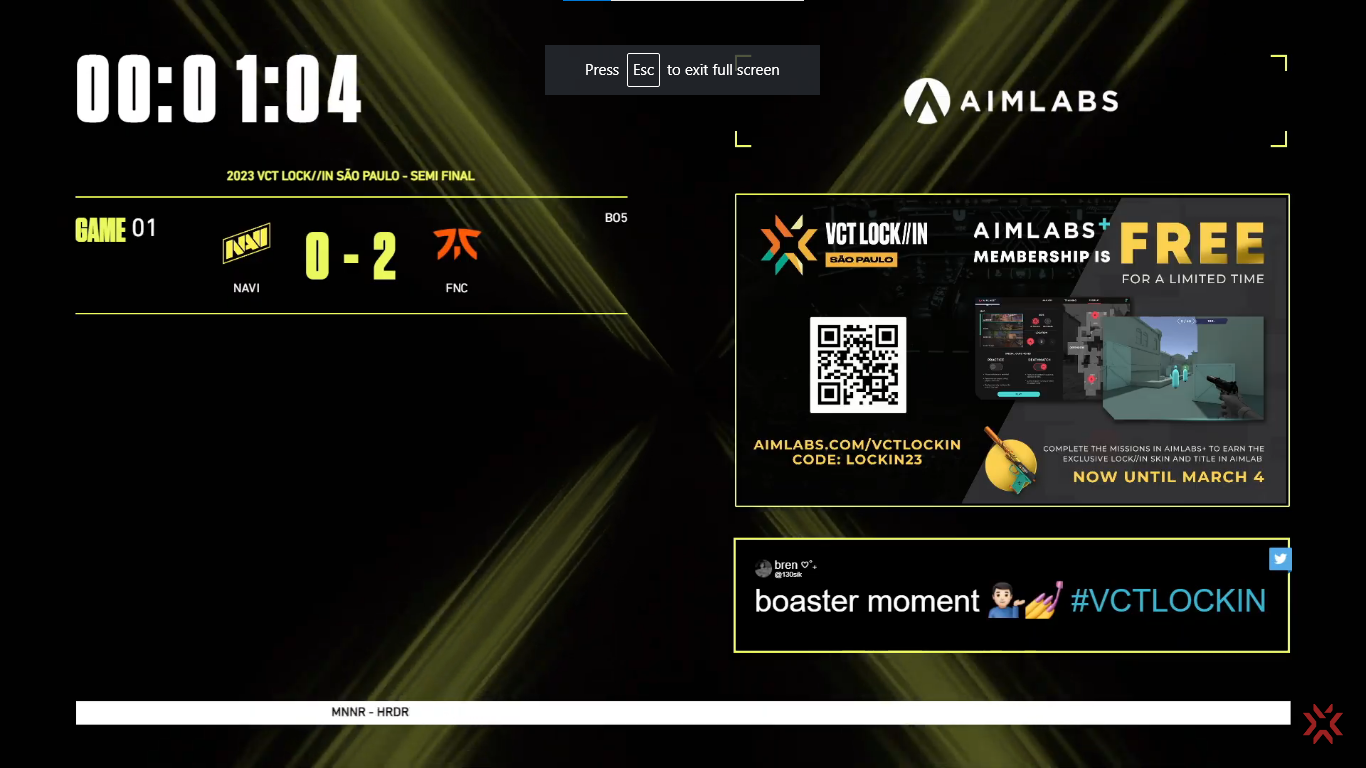 Press Esc to exit full screen
00:01:04
AIMLABS
2023 VCT LOCK//IN SÃO PAULO - SEMI FINAL
GAME 01
BO5
NAVI
0 - 2
NAVI
FNC
VCT LOCK//IN
SÃO PAULO
AIMLABS+
MEMBERSHIP IS
FREE
FOR A LIMITED TIME
AIMLABS.COM/VCTLOCKIN
CODE: LOCKIN23
COMPLETE THE MISSIONS IN AIMLABS+ TO EARN THE
EXCLUSIVE LOCK//IN SKIN AND TITLE IN AIMLAB
NOW UNTIL MARCH 4
bren ♡°₊
@130sik
boaster moment 💁🏻‍♂️💅 #VCTLOCKIN
MNNR - HRDR